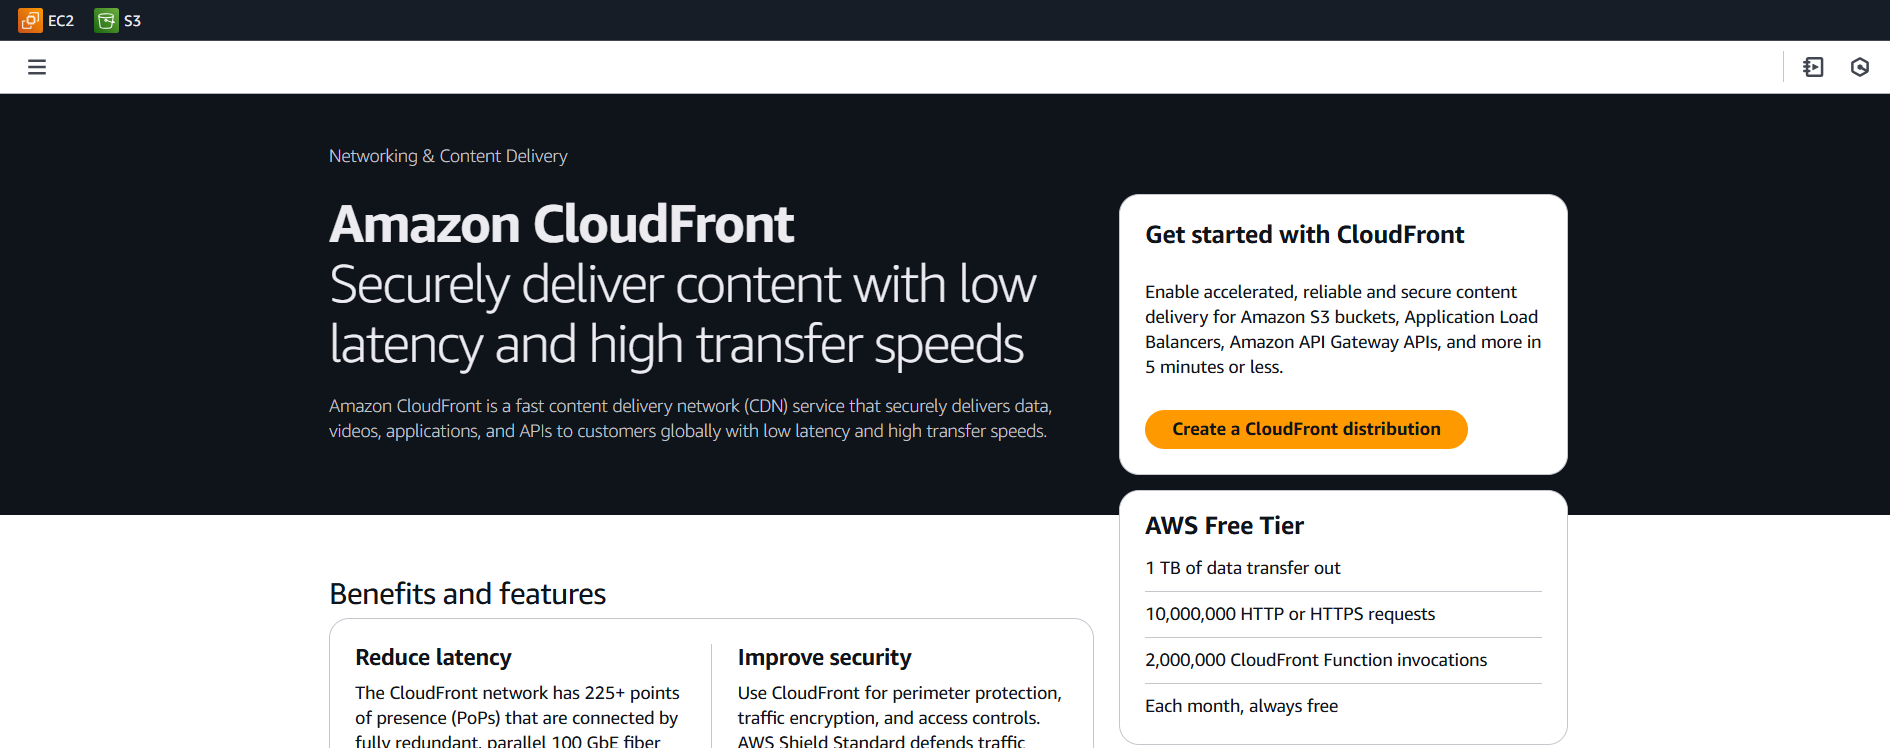 EC2
S3
Networking & Content Delivery
Amazon CloudFront
Securely deliver content with low
latency and high transfer speeds
Amazon CloudFront is a fast content delivery network (CDN) service that securely delivers data,
videos, applications, and APIs to customers globally with low latency and high transfer speeds.
Get started with CloudFront
Enable accelerated, reliable and secure content
delivery for Amazon S3 buckets, Application Load
Balancers, Amazon API Gateway APIs, and more in
5 minutes or less.
Create a CloudFront distribution
AWS Free Tier
1 TB of data transfer out
10,000,000 HTTP or HTTPS requests
2,000,000 CloudFront Function invocations
Each month, always free
Benefits and features
Reduce latency
The CloudFront network has 225+ points
of presence (PoPs) that are connected by
fully redundant, parallel 100 GbE fiber
Improve security
Use CloudFront for perimeter protection,
traffic encryption, and access controls.
AWS Shield Standard defends traffic